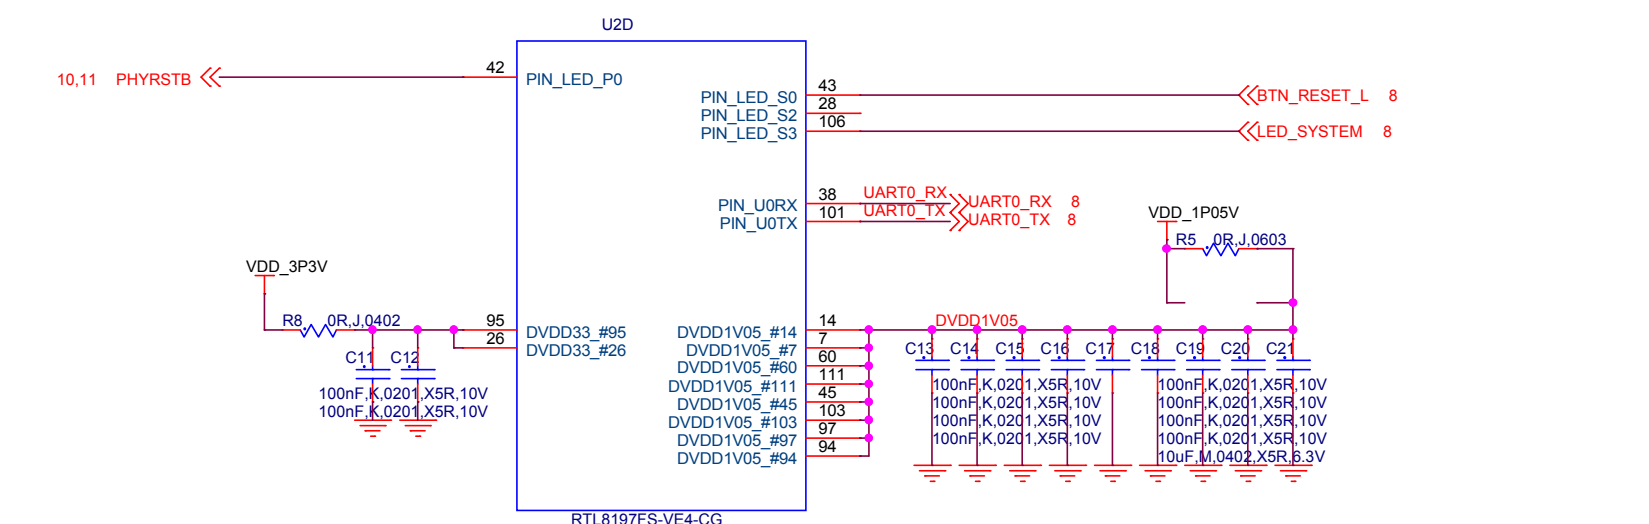 U2D
10,11 PHYRSTB
42
PIN_LED_P0
PIN_LED_S0
43
BTN_RESET_L 8
PIN_LED_S2
28
PIN_LED_S3
106
LED_SYSTEM 8
PIN_U0RX
38
UART0_RX
UART0_RX 8
PIN_U0TX
101
UART0_TX
UART0_TX 8
VDD_1P05V
R5 0R,J,0603
VDD_3P3V
R8 0R,J,0402
95
DVDD33_#95
26
DVDD33_#26
C11 C12
100nF,K,0201,X5R,10V
100nF,K,0201,X5R,10V
DVDD1V05_#14
14
DVDD1V05
DVDD1V05_#7
7
DVDD1V05_#60
60
DVDD1V05_#111
111
DVDD1V05_#45
45
DVDD1V05_#103
103
DVDD1V05_#97
97
DVDD1V05_#94
94
C13 C14 C15 C16 C17 C18 C19 C20 C21
100nF,K,0201,X5R,10V
100nF,K,0201,X5R,10V
100nF,K,0201,X5R,10V
100nF,K,0201,X5R,10V
100nF,K,0201,X5R,10V
100nF,K,0201,X5R,10V
100nF,K,0201,X5R,10V
100nF,K,0201,X5R,10V
10uF,M,0402,X5R,6.3V
RTL8197FS-VE4-CG